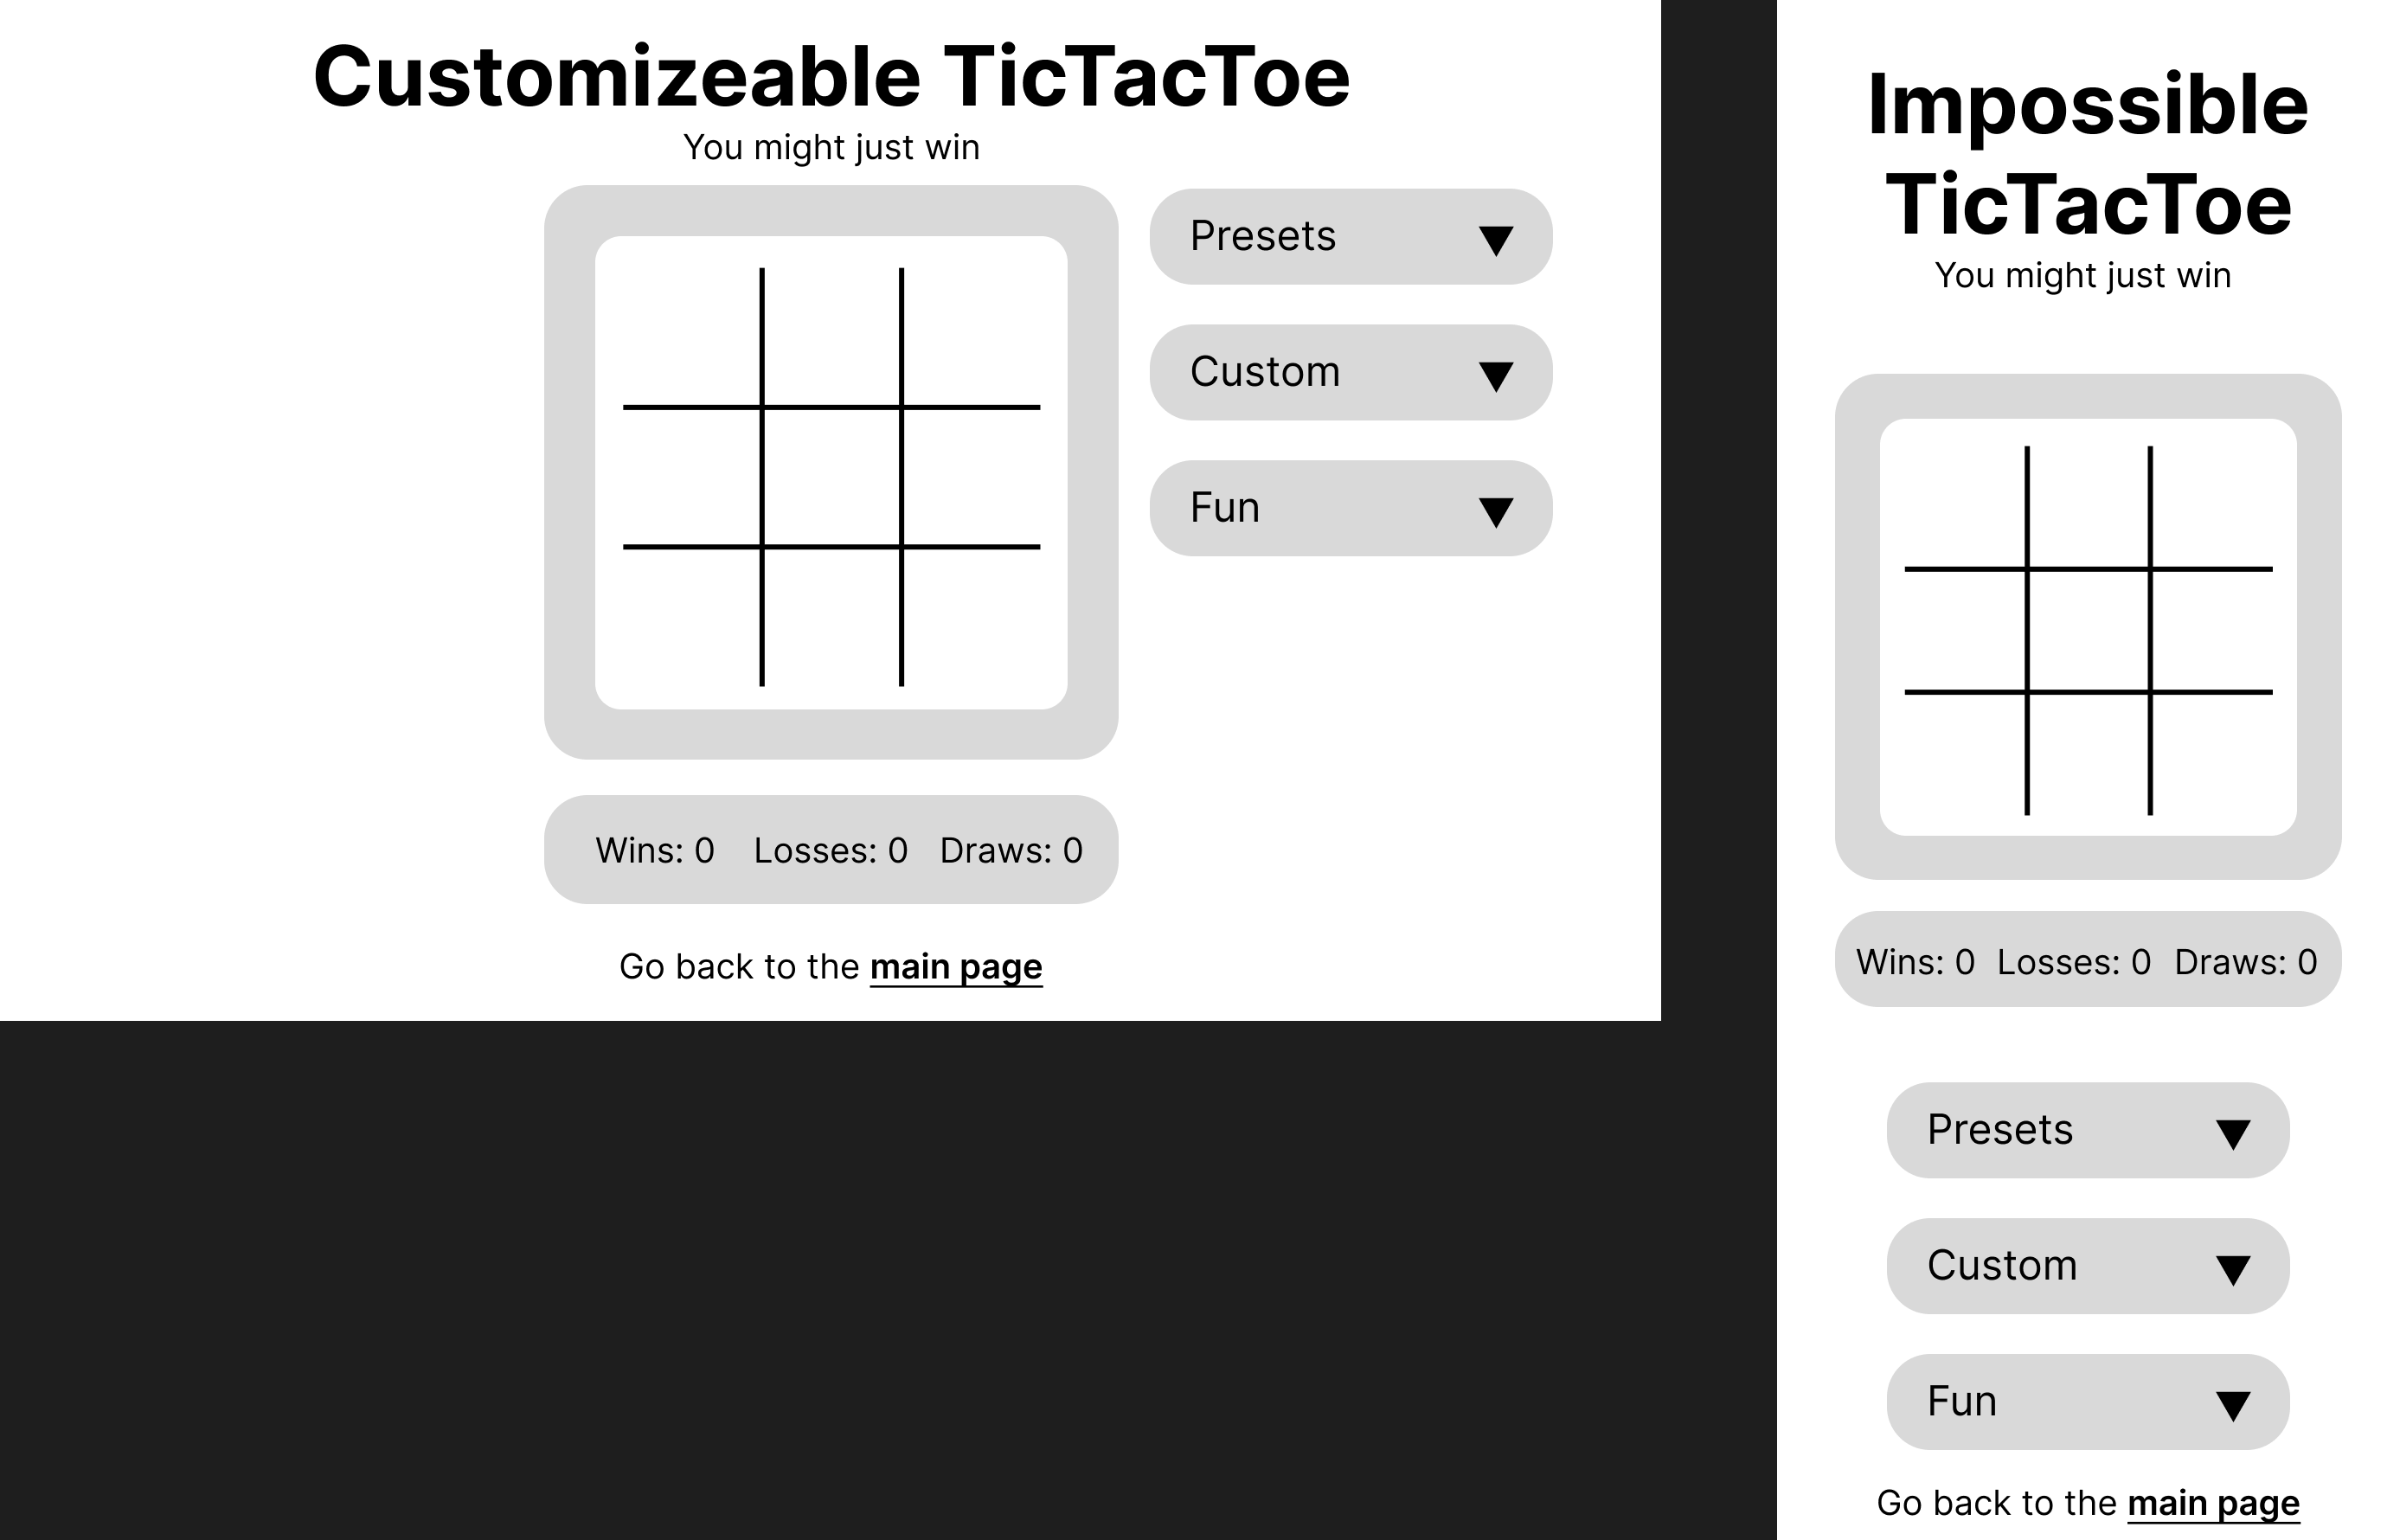 Customizeable TicTacToe
You might just win
Presets
Custom
Fun
Wins: 0 Losses: 0 Draws: 0
Go back to the main page
Impossible
TicTacToe
You might just win
Wins: 0 Losses: 0 Draws: 0
Presets
Custom
Fun
Go back to the main page